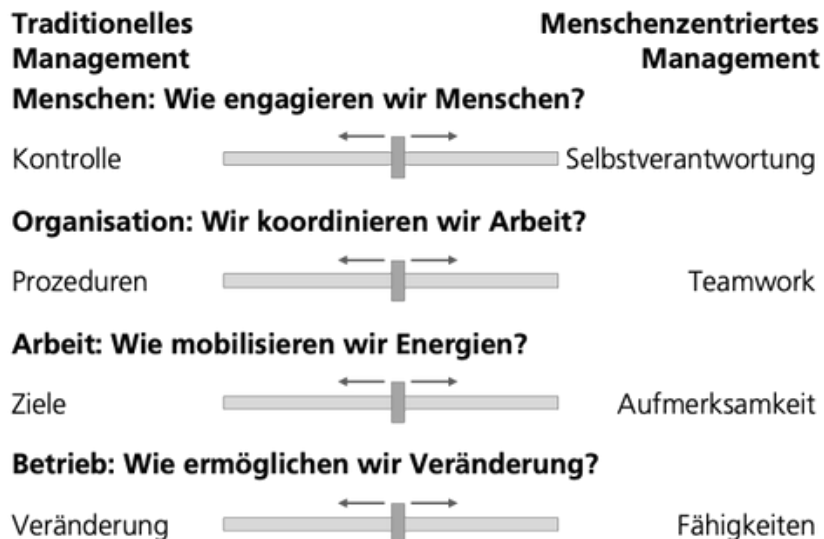 Traditionelles Menschenzentriertes
Management Management
Menschen: Wie engagieren wir Menschen?
Kontrolle Selbstverantwortung
Organisation: Wir koordinieren wir Arbeit?
Prozeduren Teamwork
Arbeit: Wie mobilisieren wir Energien?
Ziele Aufmerksamkeit
Betrieb: Wie ermöglichen wir Veränderung?
Veränderung Fähigkeiten